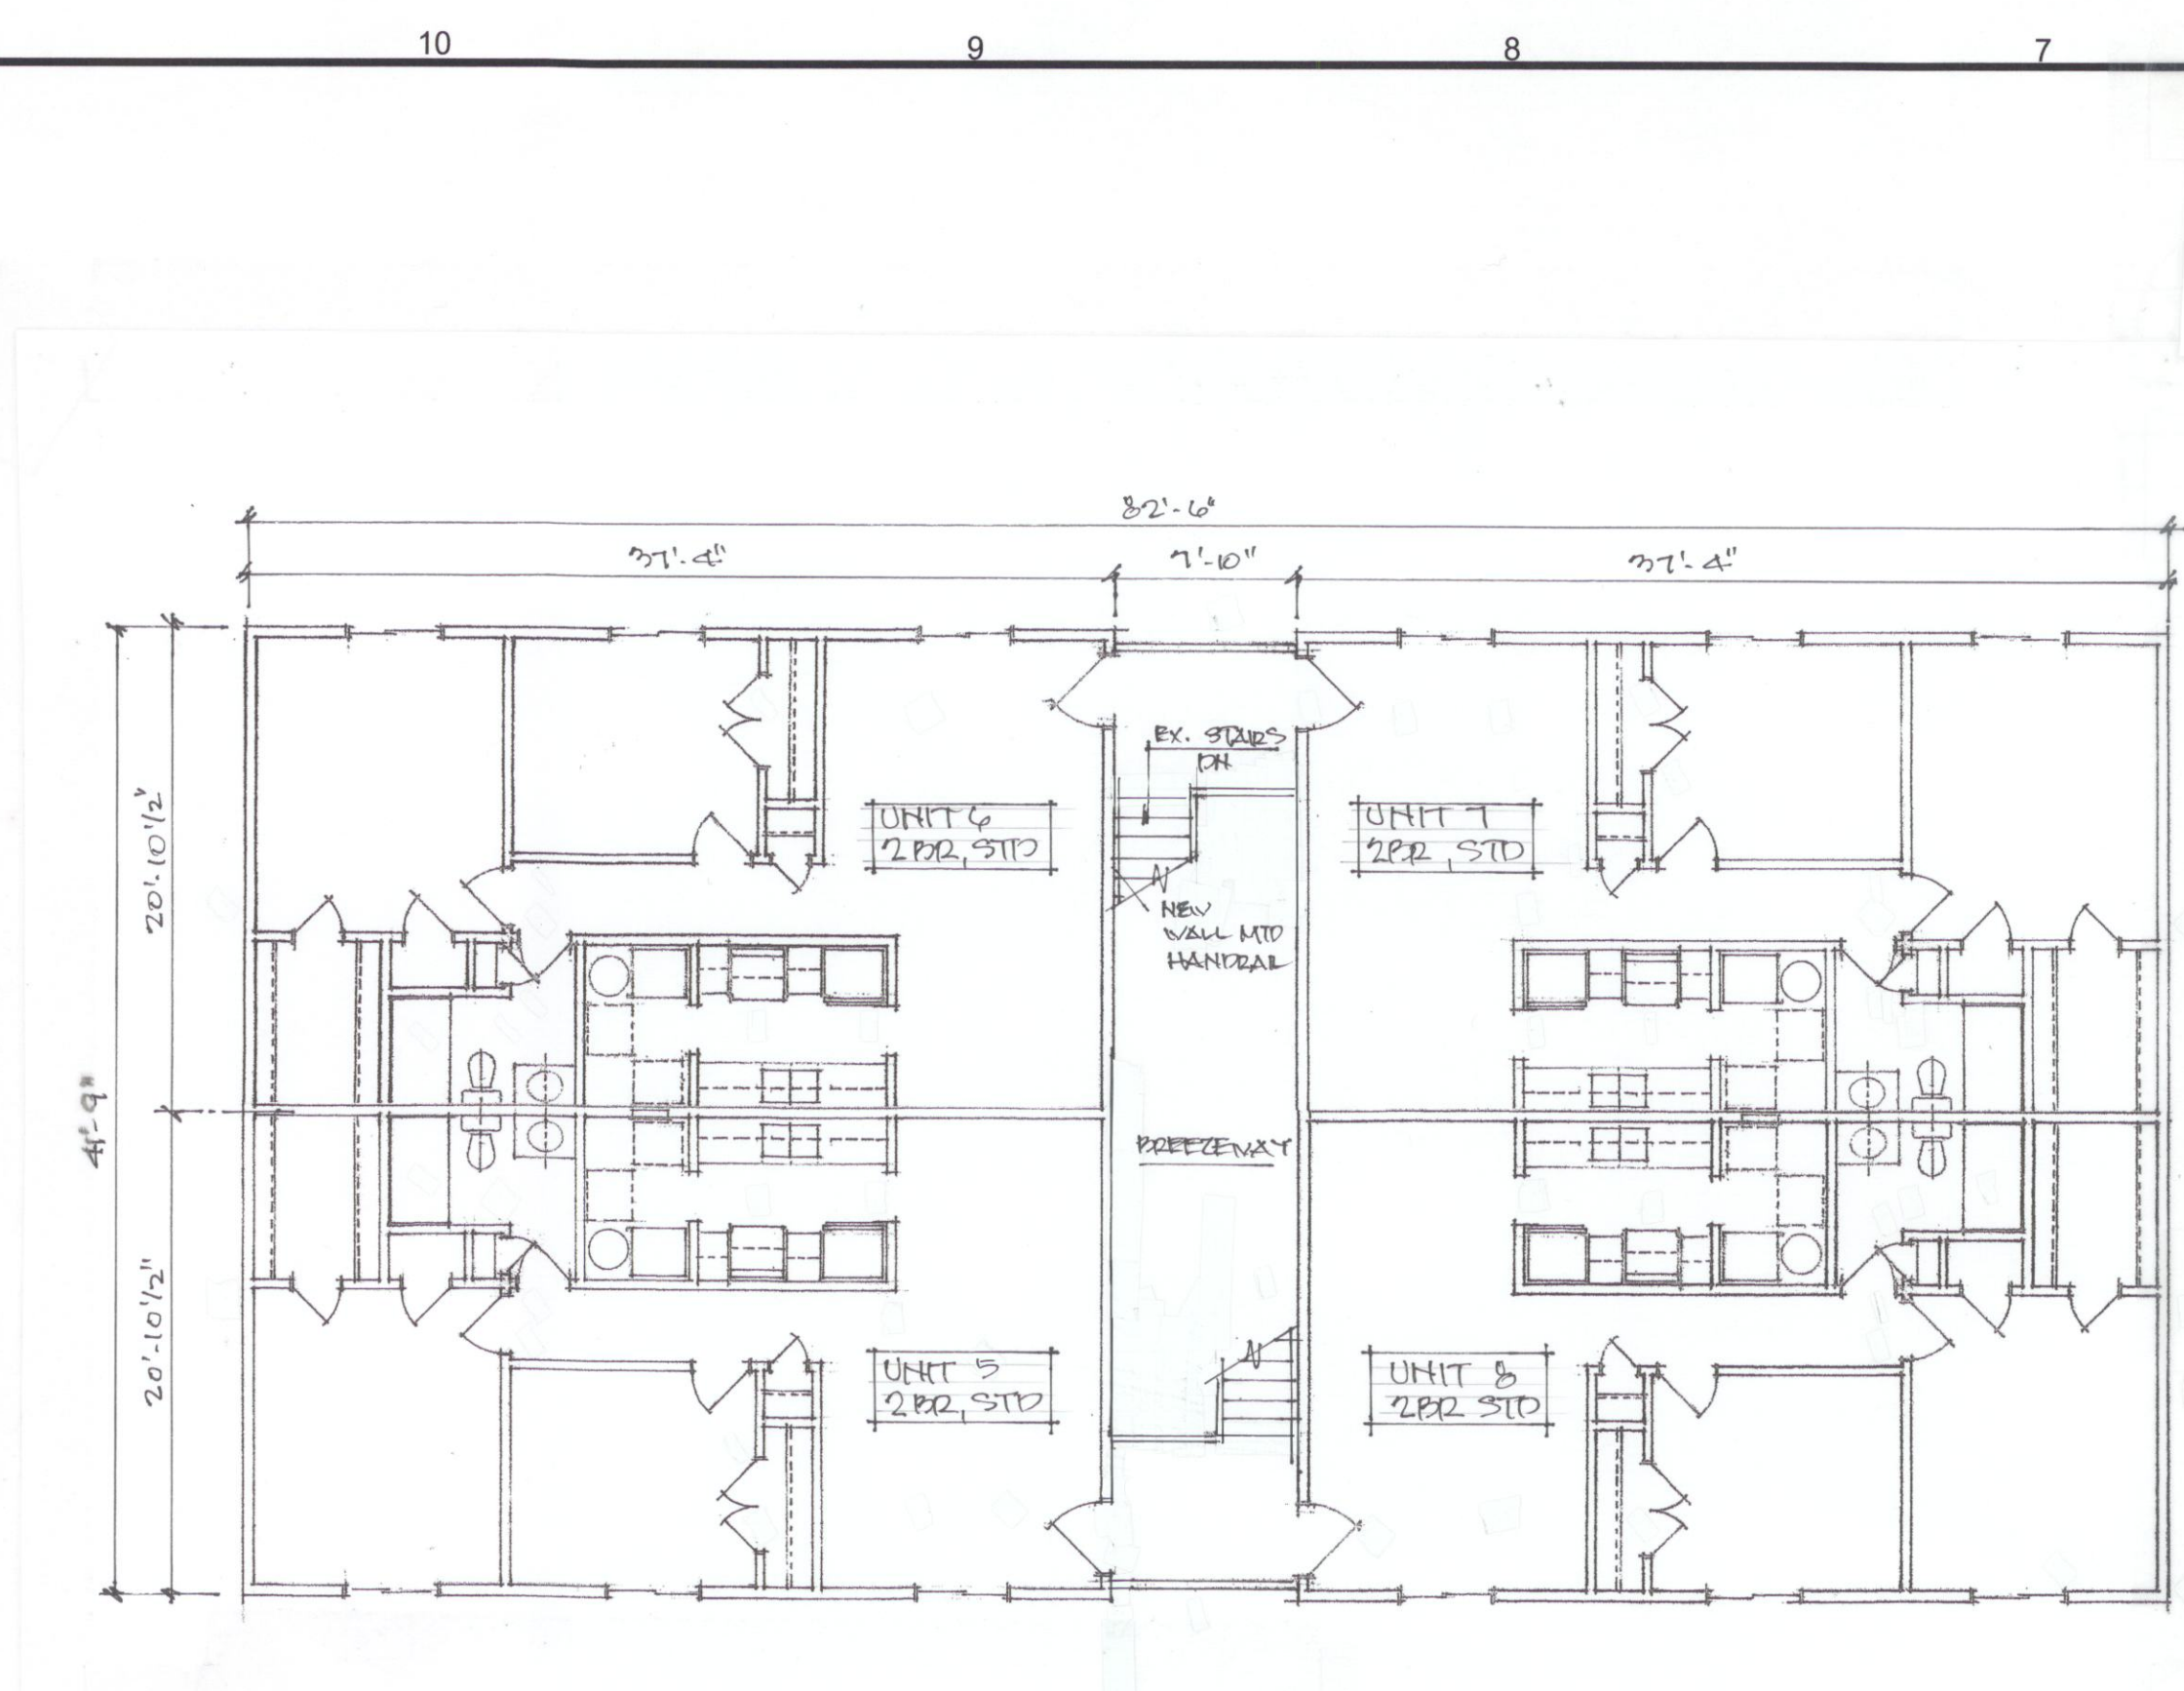 10 9 8 7
82'-6"
37'-4" 7'-10" 37'-4"
EX. STAIRS
DN
UNIT 6
2BR, STD
UNIT 7
2BR, STD
20'-10 1/2"
NEW
WALL MTD
HANDRAIL
41'-9"
BREEZEWAY
20'-10 1/2"
UNIT 5
2BR, STD
UNIT 8
2BR STD